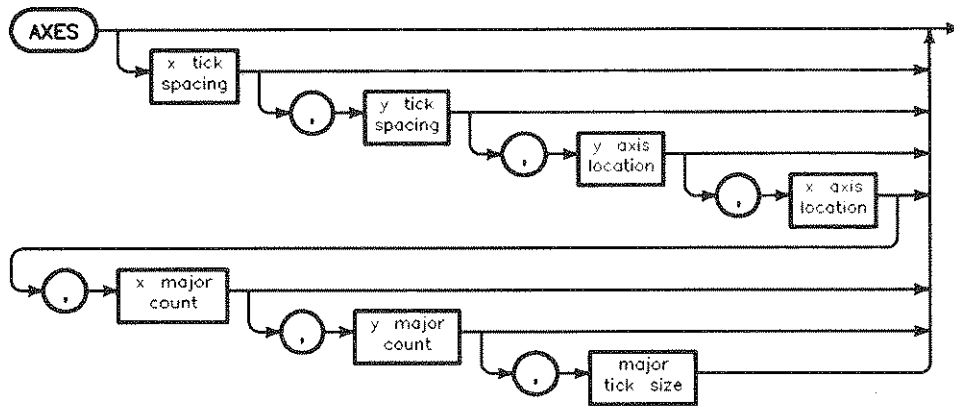 AXES
x tick
spacing
,
y tick
spacing
,
y axis
location
,
x axis
location
,
x major
count
,
y major
count
,
major
tick size